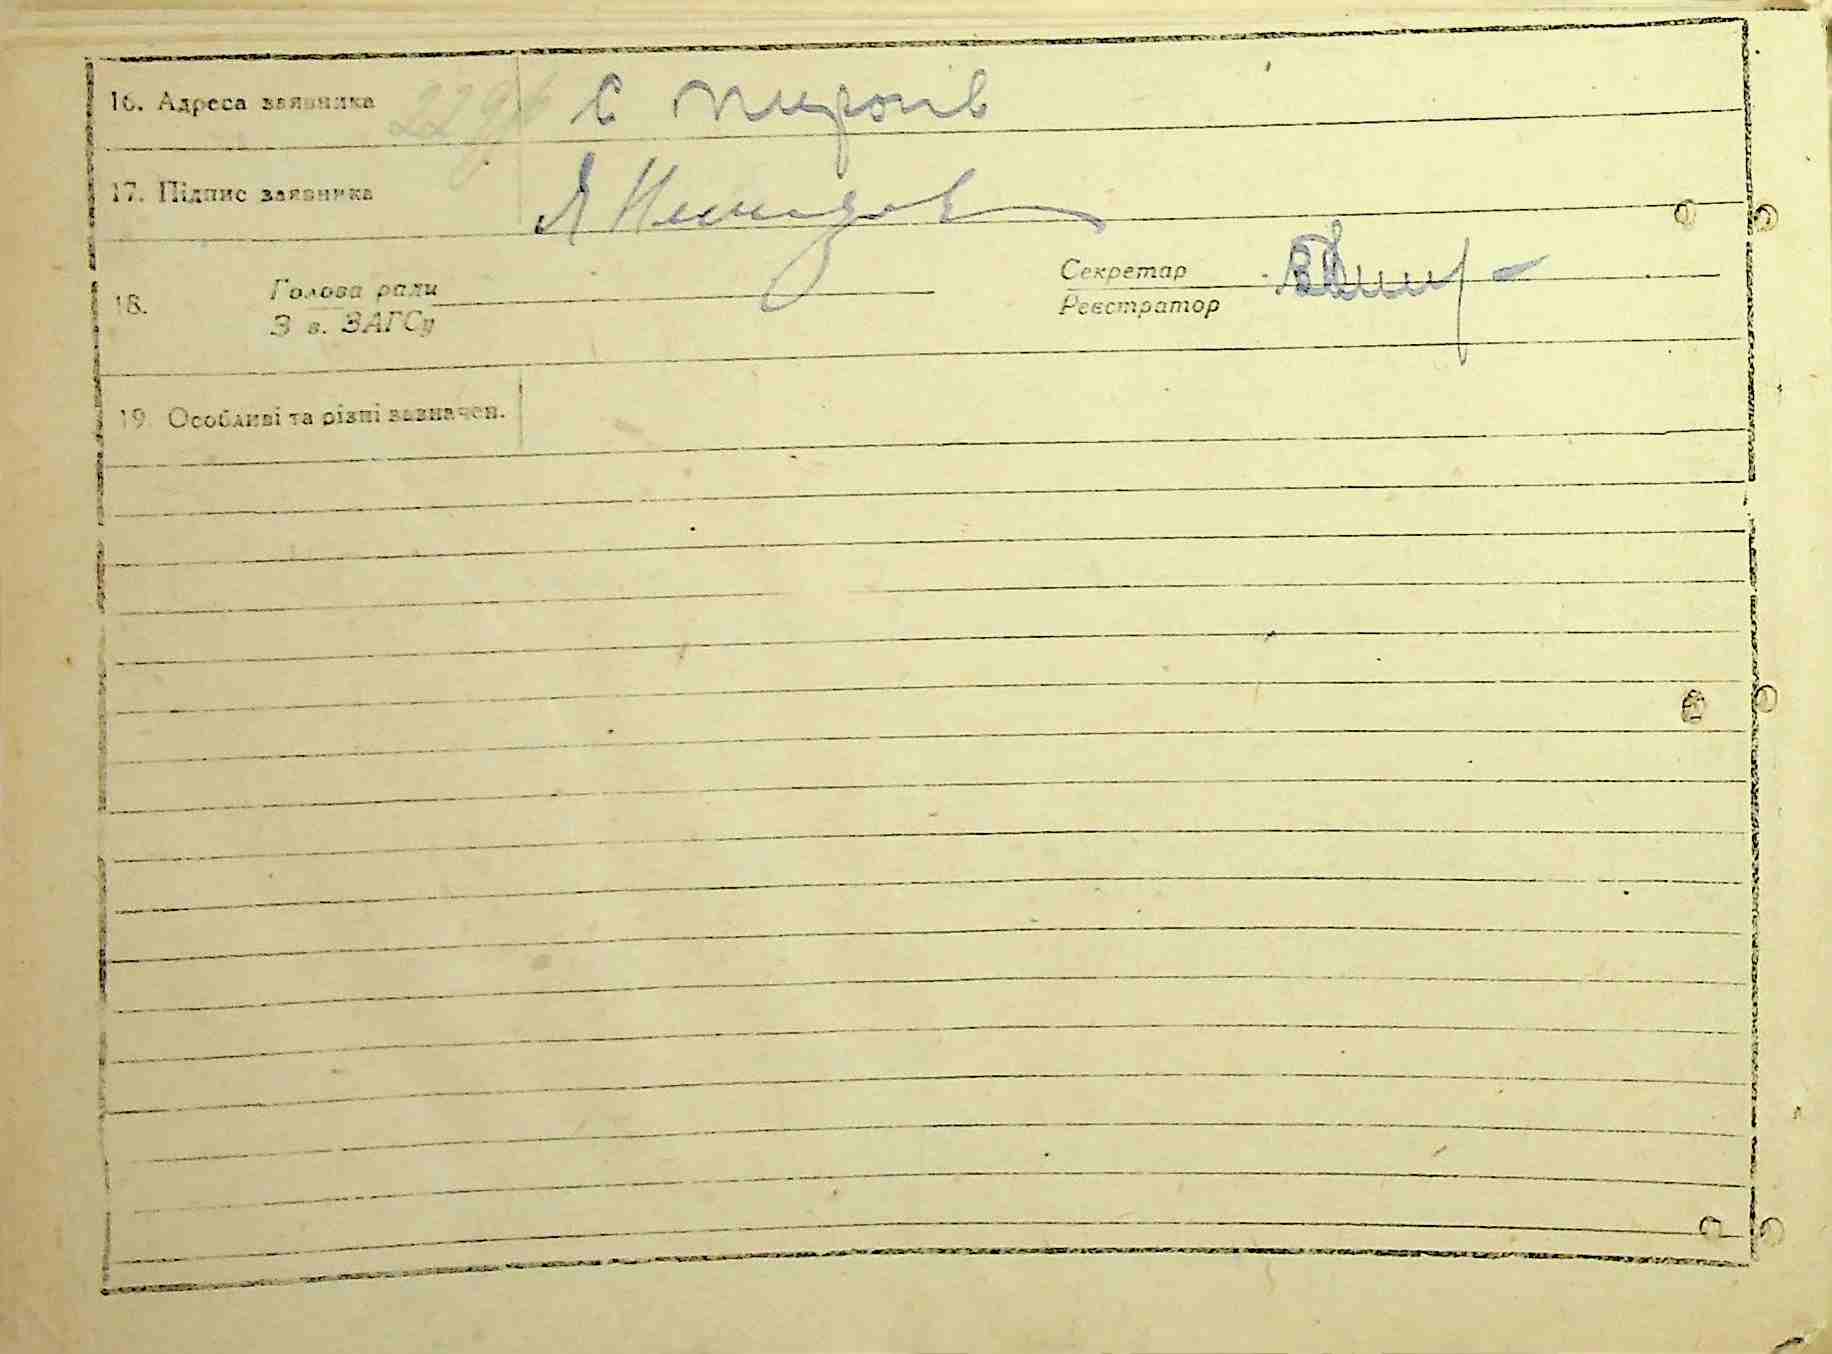 16. Адреса заявника с Пирогів
17. Підпис заявника
18. Голова ради Секретар
З в. ЗАГСу Реєстратор
19. Особливі та різні зазначен.